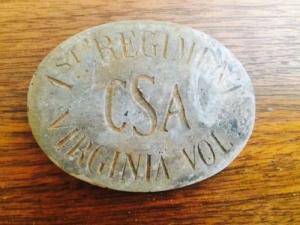 1ST REGIMENT
CSA
VIRGINIA VOL